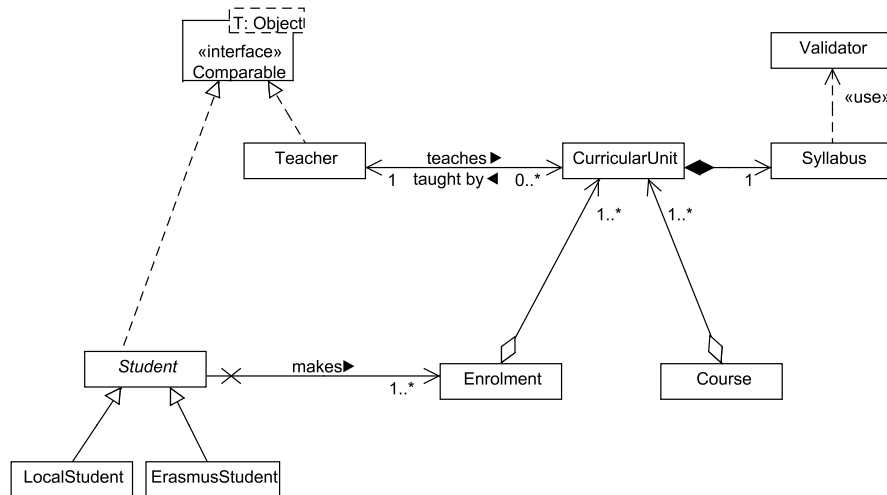 T: Object
«interface»
Comparable
Validator
«use»
Teacher
teaches▶
CurricularUnit
Syllabus
1
taught by◀
0..*
1
1..*
1..*
Student
makes▶
1..*
Enrolment
Course
LocalStudent
ErasmusStudent